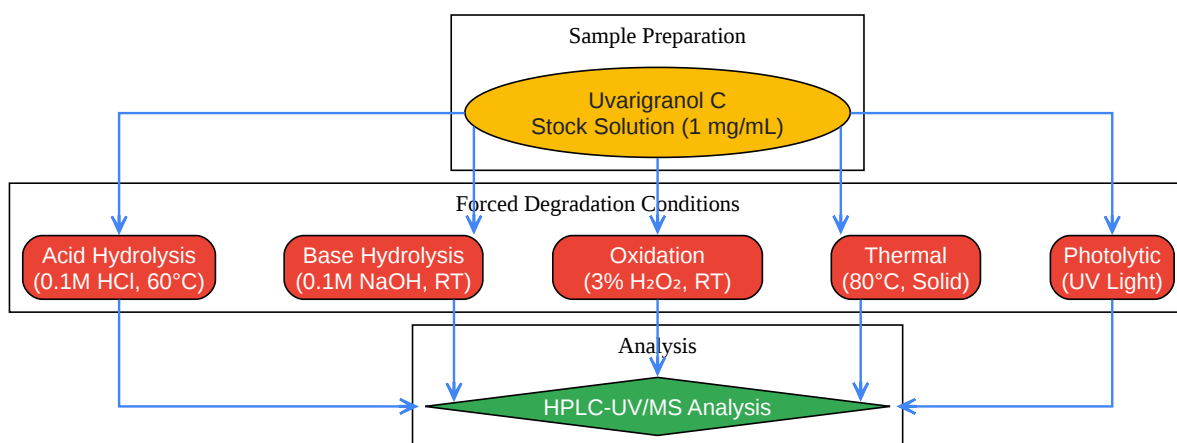 Sample Preparation
Uvarigranol C
Stock Solution (1 mg/mL)
Forced Degradation Conditions
Acid Hydrolysis
(0.1M HCl, 60°C)
Base Hydrolysis
(0.1M NaOH, RT)
Oxidation
(3% H₂O₂, RT)
Thermal
(80°C, Solid)
Photolytic
(UV Light)
Analysis
HPLC-UV/MS Analysis